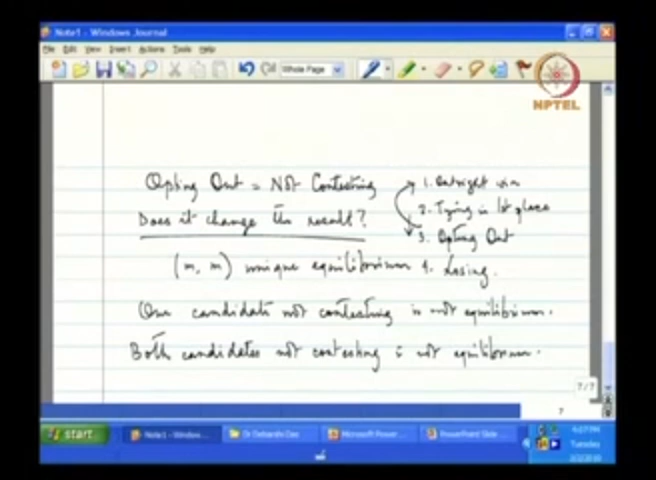 Note1 - Windows Journal
File Edit View Insert Actions Tools Help
Whole Page
NPTEL
Opting Out = Not Contesting
1. Outright win
Does it change the result?
2. Tying in 1st place
3. Opting Out
(m, m) unique equilibrium
4. Losing.
One candidate not contesting is not equilibrium.
Both candidates not contesting is not equilibrium.
7/7
7
start
Note1 - Windows...
Microsoft Power...
PowerPoint Slide ...
Tuesday